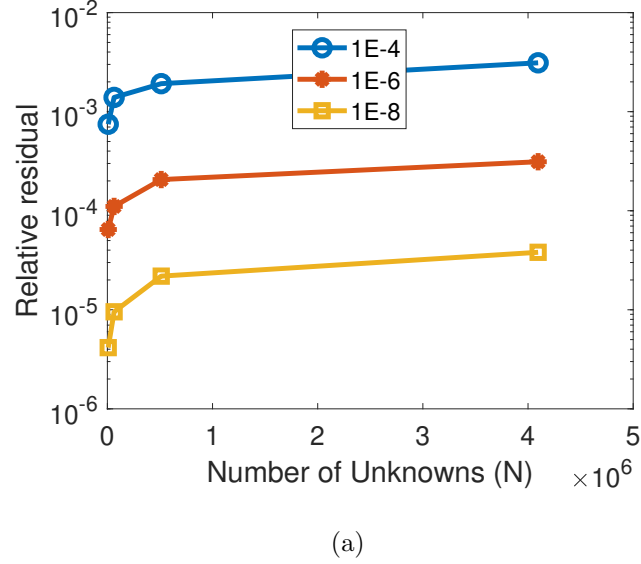 10^-2
10^-3
10^-4
10^-5
10^-6
Relative residual
1E-4
1E-6
1E-8
0 1 2 3 4 5
Number of Unknowns (N) ×10^6
(a)